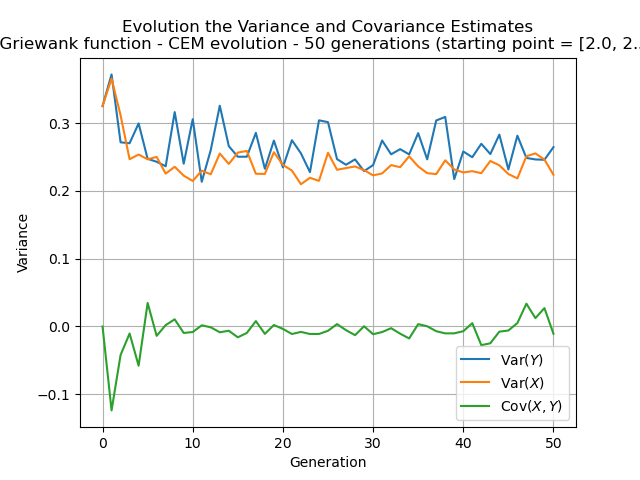 Evolution the Variance and Covariance Estimates
Griewank function - CEM evolution - 50 generations (starting point = [2.0, 2.
Variance
0.3
0.2
0.1
0.0
−0.1
0
10
20
30
40
50
Generation
Var(Y)
Var(X)
Cov(X, Y)